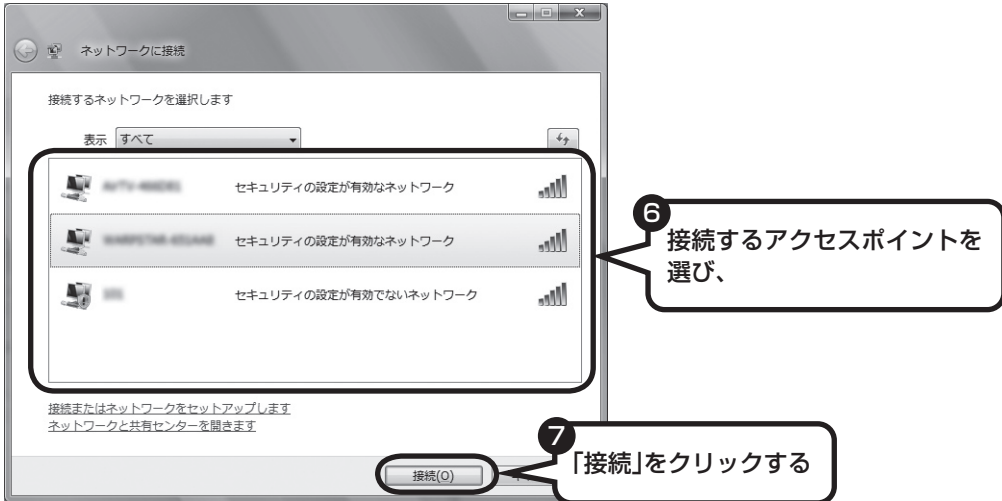 ネットワークに接続
接続するネットワークを選択します
表示 すべて
セキュリティの設定が有効なネットワーク
セキュリティの設定が有効なネットワーク
セキュリティの設定が有効でないネットワーク
6
接続するアクセスポイントを
選び、
接続またはネットワークをセットアップします
ネットワークと共有センターを開きます
接続(O)
7
「接続」をクリックする